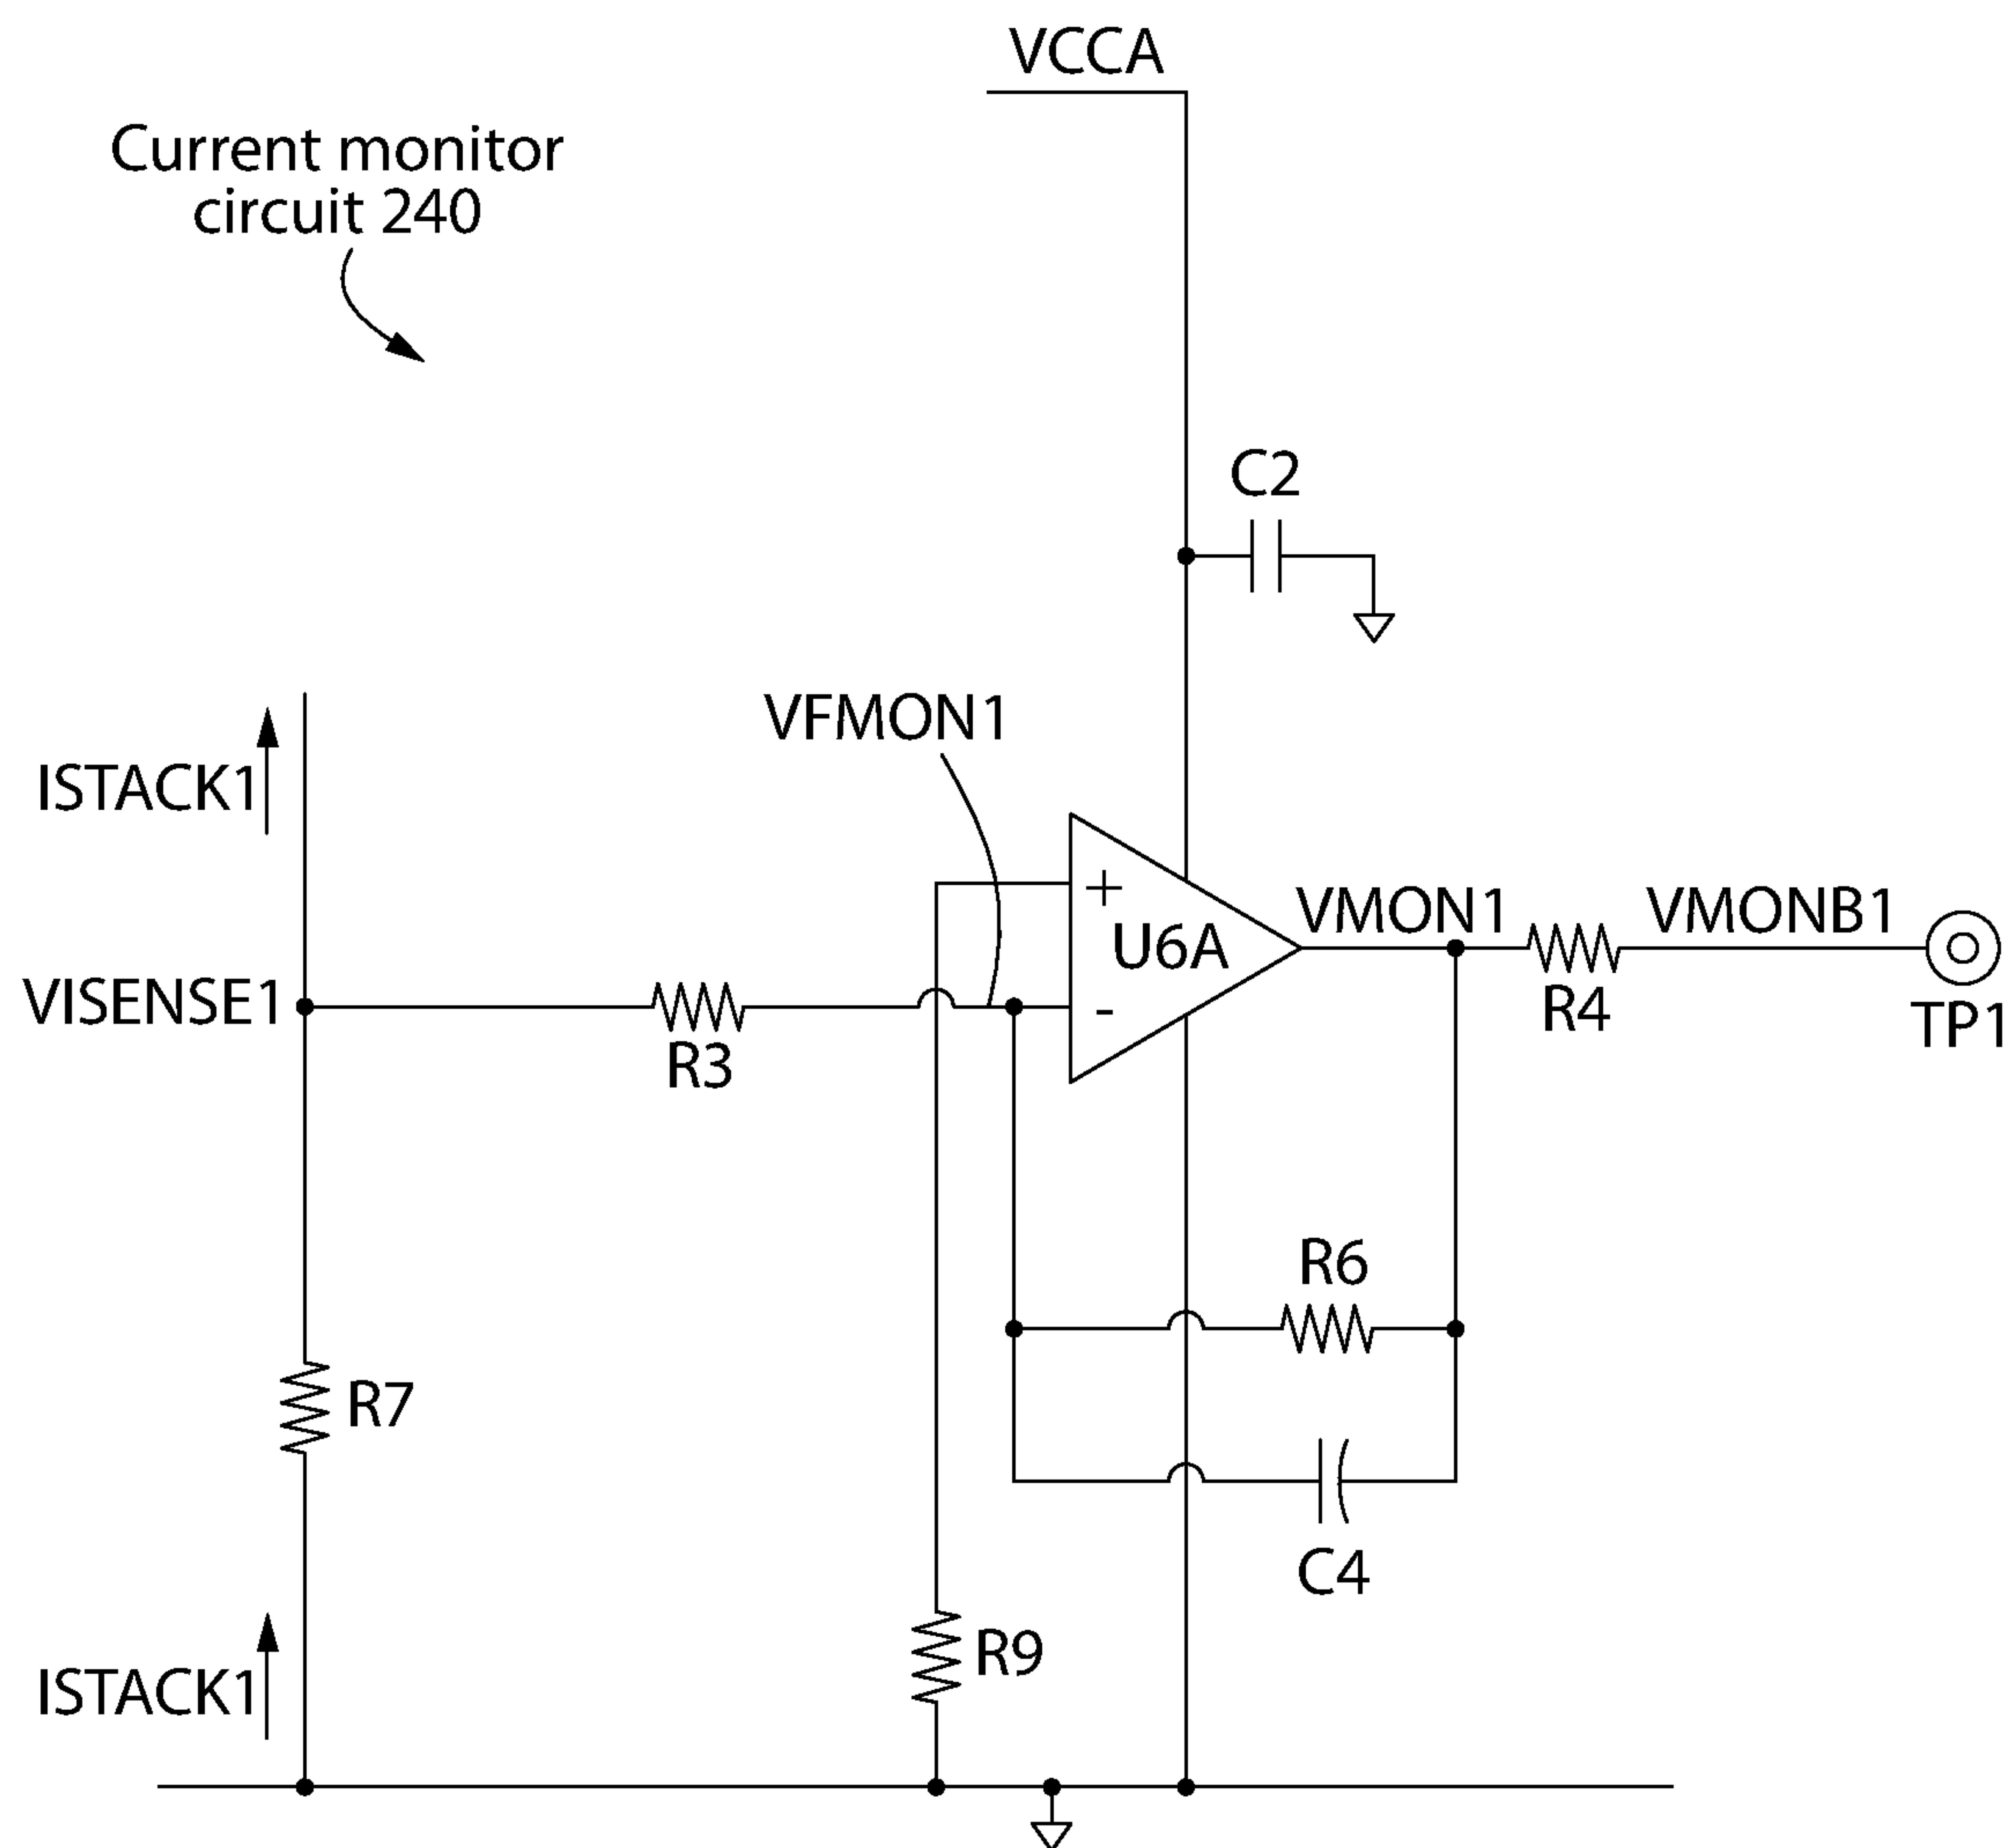 VCCA
Current monitor
circuit 240
C2
VFMON1
ISTACK1
+
U6A
VMON1
VMONB1
VISENSE1
-
R3
R4
TP1
R6
R7
C4
R9
ISTACK1